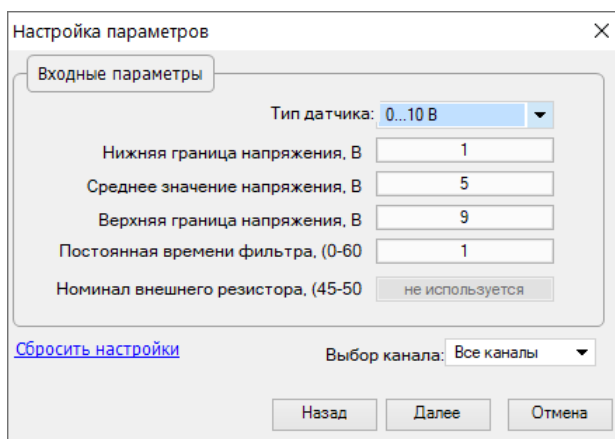 Настройка параметров
Входные параметры
Тип датчика: 0...10 В
Нижняя граница напряжения, В 1
Среднее значение напряжения, В 5
Верхняя граница напряжения, В 9
Постоянная времени фильтра, (0-60 1
Номинал внешнего резистора, (45-50 не используется
Сбросить настройки Выбор канала: Все каналы
Назад Далее Отмена